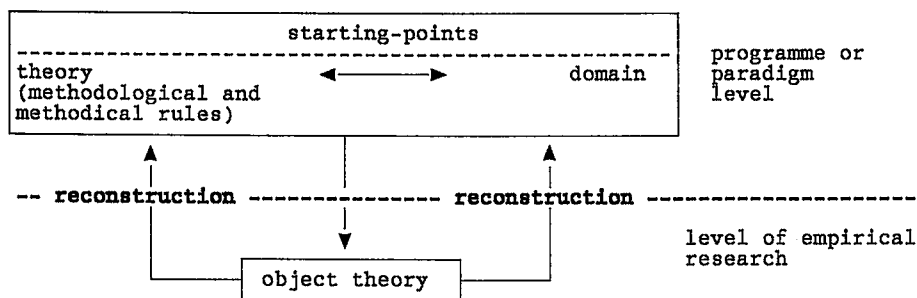 starting-points
theory
(methodological and
methodical rules)
domain
programme or
paradigm
level
reconstruction
reconstruction
level of empirical
research
object theory